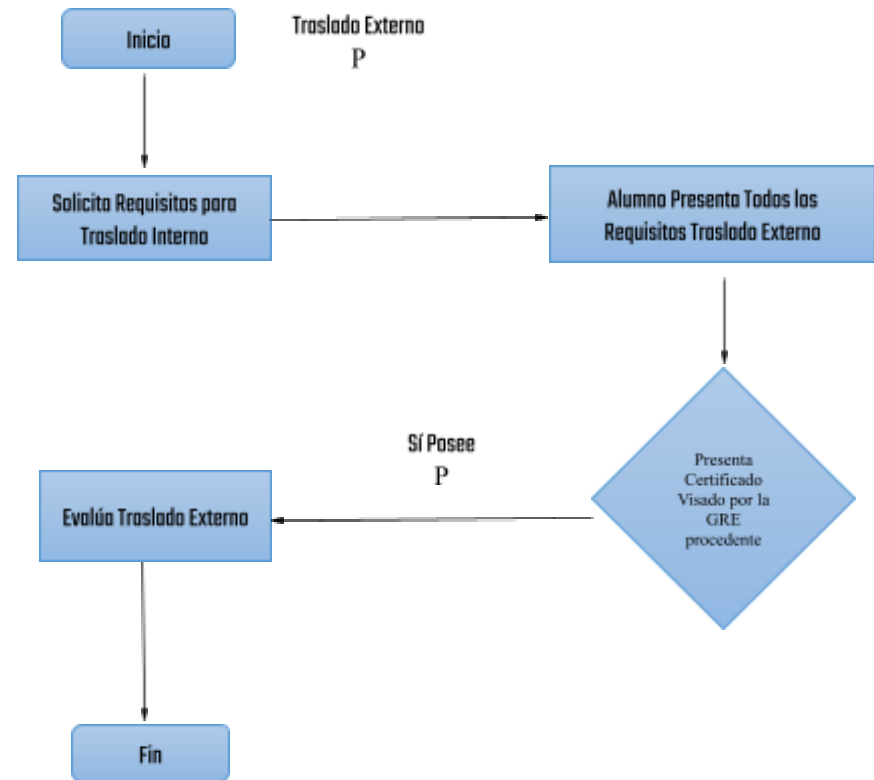 Inicio
Traslado Externo
P
Solicita Requisitos para
Traslado Interno
Alumno Presenta Todos los
Requisitos Traslado Externo
Presenta
Certificado
Visado por la
GRE
procedente
Sí Posee
P
Evalúa Traslado Externo
Fin